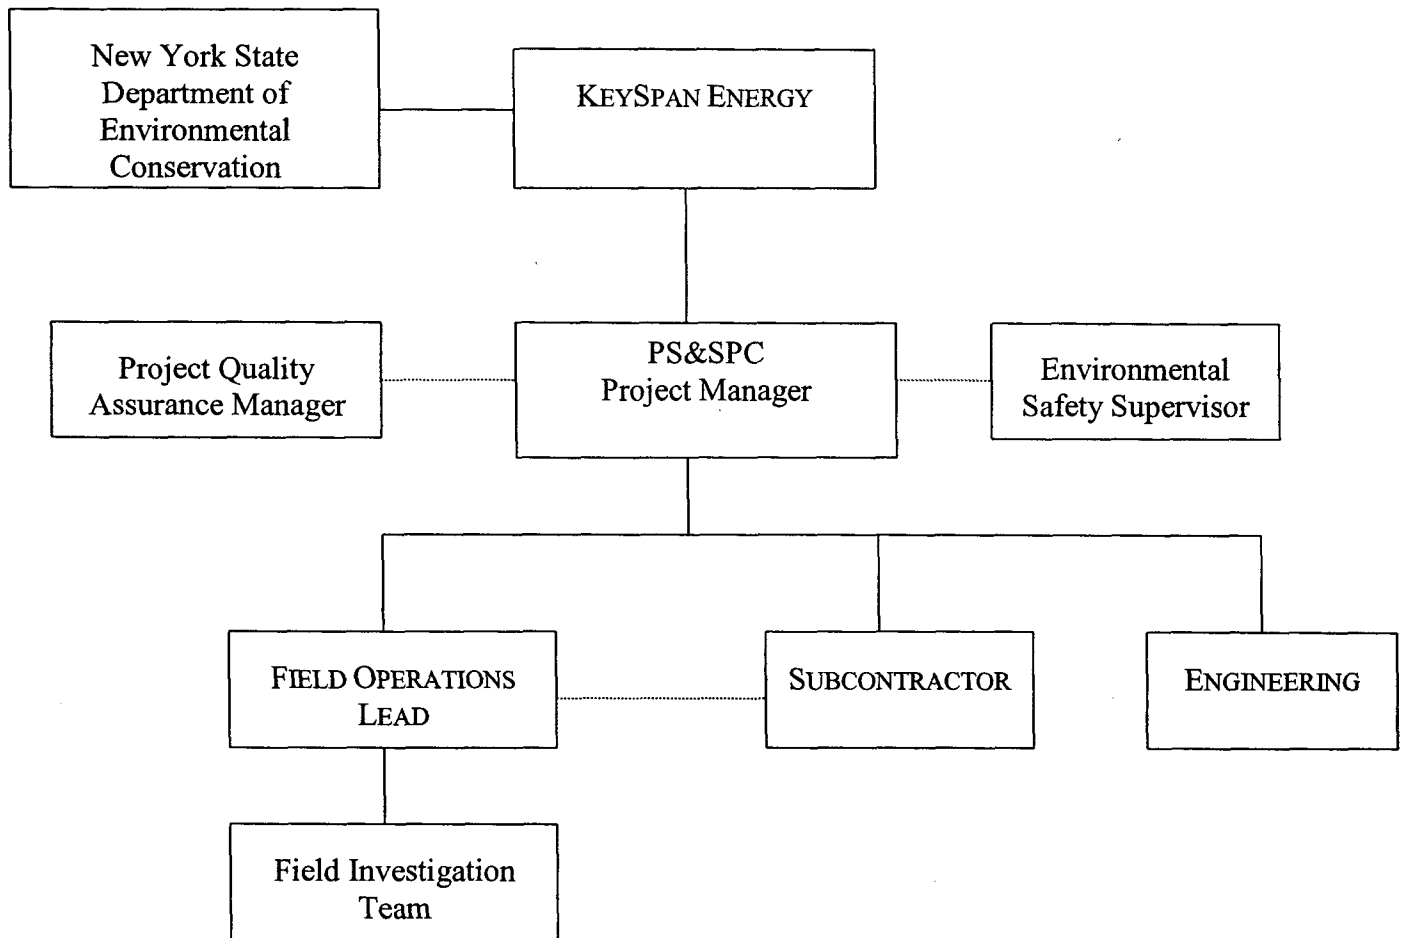 New York State
Department of
Environmental
Conservation
KEYSPAN ENERGY
Project Quality
Assurance Manager
PS&SPC
Project Manager
Environmental
Safety Supervisor
FIELD OPERATIONS
LEAD
SUBCONTRACTOR
ENGINEERING
Field Investigation
Team